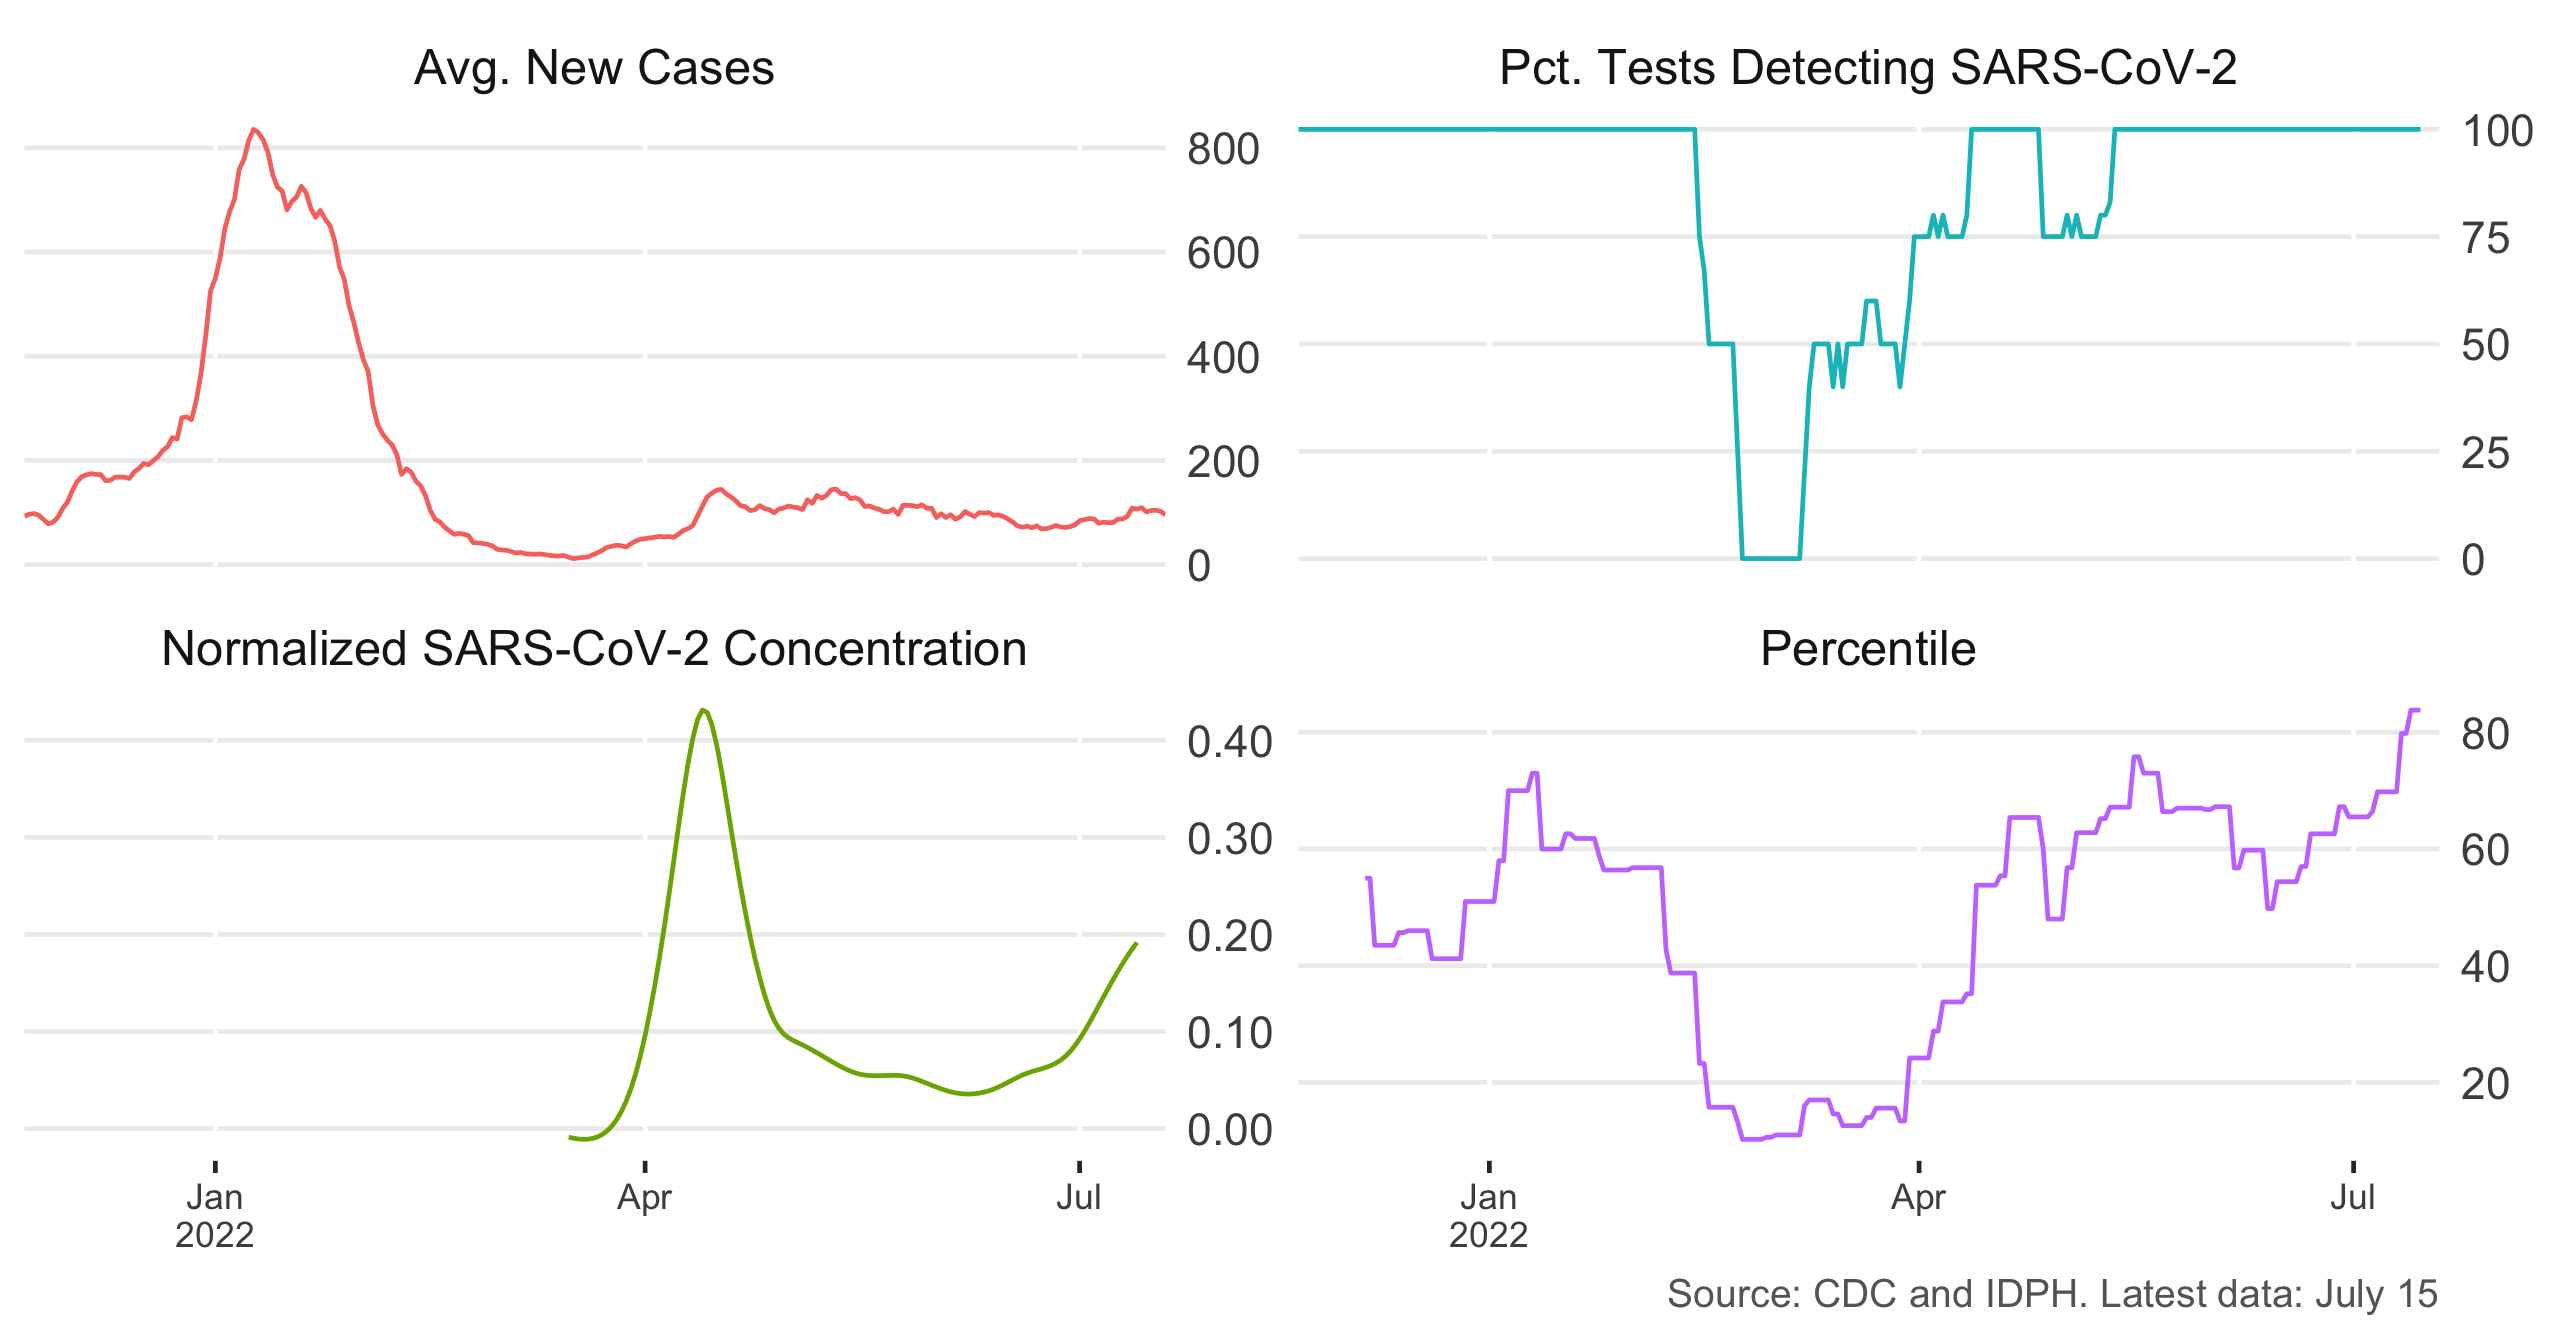 Avg. New Cases
800
600
400
200
0
Pct. Tests Detecting SARS-CoV-2
100
75
50
25
0
Normalized SARS-CoV-2 Concentration
0.40
0.30
0.20
0.10
0.00
Jan
2022
Apr
Jul
Percentile
80
60
40
20
Jan
2022
Apr
Jul
Source: CDC and IDPH. Latest data: July 15